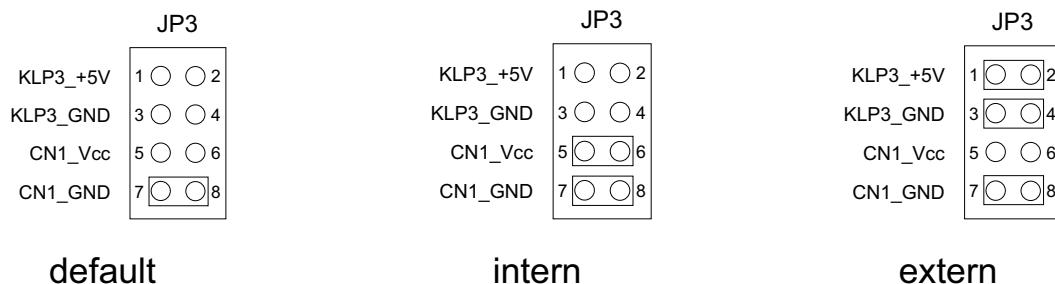 JP3 JP3 JP3
KLP3_+5V 1 2 KLP3_+5V 1 2 KLP3_+5V 1 2
KLP3_GND 3 4 KLP3_GND 3 4 KLP3_GND 3 4
CN1_Vcc 5 6 CN1_Vcc 5 6 CN1_Vcc 5 6
CN1_GND 7 8 CN1_GND 7 8 CN1_GND 7 8
default intern extern